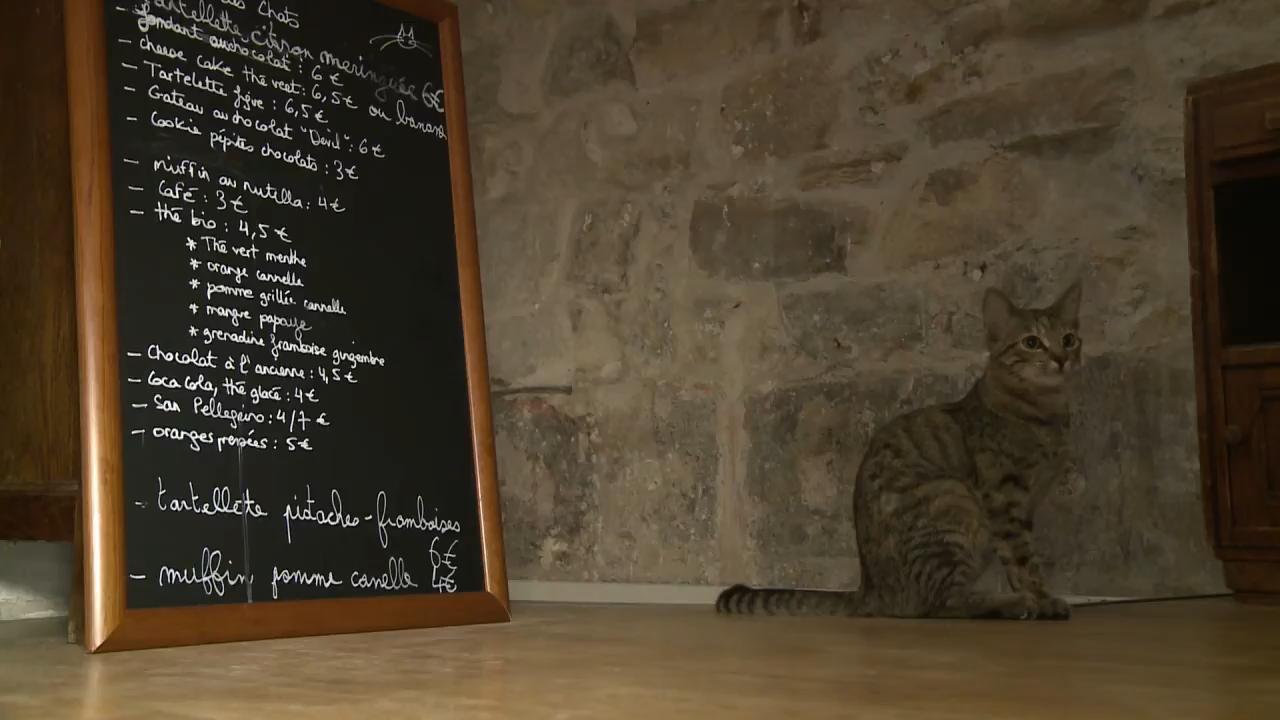 Chats
- tartellette citron meringuée 6€
fondant au chocolat : 6 €
- cheese cake thé vert : 6,5 € ou banane
- Tartelette figue : 6,5 €
- Gateau au chocolat "Devil" : 6 €
- Cookie pépites chocolats : 3 €
- muffin au nutella : 4 €
- Café : 3 €
- thé bio : 4,5 €
* Thé vert menthe
* orange cannelle
* pomme grillée cannelle
* mangue papaye
* grenadine framboise gingembre
- Chocolat à l'ancienne : 4,5 €
- Coca Cola, thé glacé : 4 €
- San Pellegrino : 4/7 €
- oranges pressées : 5 €
- tartellete pistaches-framboises
6€
- muffin pomme canelle 4€